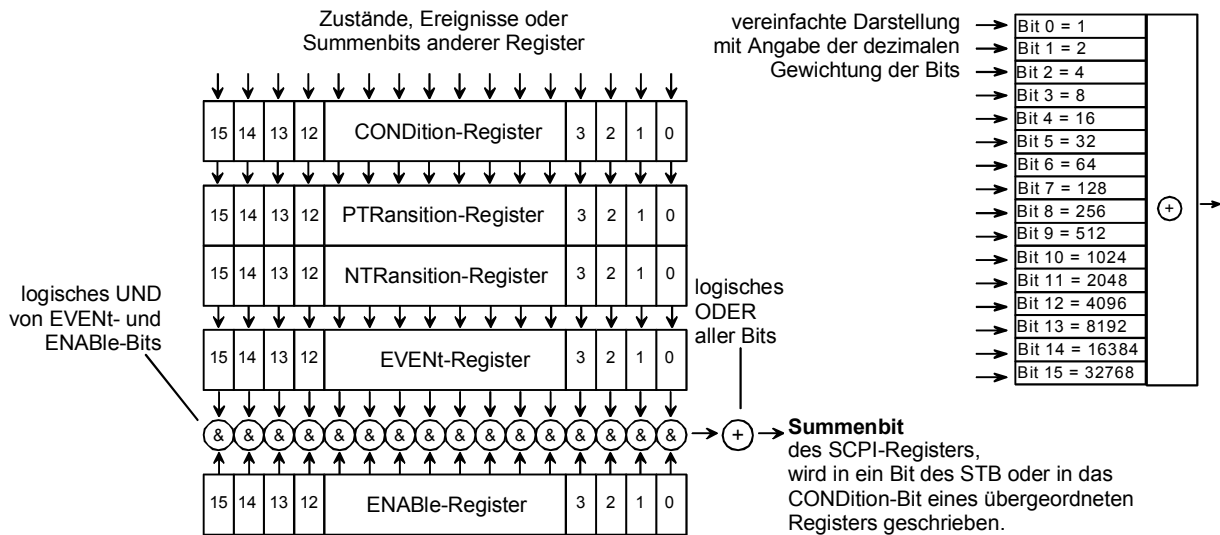 Zustände, Ereignisse oder
Summenbits anderer Register
15 14 13 12 CONDition-Register 3 2 1 0
15 14 13 12 PTRansition-Register 3 2 1 0
15 14 13 12 NTRansition-Register 3 2 1 0
logisches UND
von EVENt- und
ENABle-Bits
15 14 13 12 EVENt-Register 3 2 1 0
logisches
ODER
aller Bits
& & & & & & & & & & & & & & & & +
15 14 13 12 ENABle-Register 3 2 1 0
Summenbit
des SCPI-Registers,
wird in ein Bit des STB oder in das
CONDition-Bit eines übergeordneten
Registers geschrieben.
vereinfachte Darstellung
mit Angabe der dezimalen
Gewichtung der Bits
Bit 0 = 1
Bit 1 = 2
Bit 2 = 4
Bit 3 = 8
Bit 4 = 16
Bit 5 = 32
Bit 6 = 64
Bit 7 = 128
Bit 8 = 256
Bit 9 = 512
Bit 10 = 1024
Bit 11 = 2048
Bit 12 = 4096
Bit 13 = 8192
Bit 14 = 16384
Bit 15 = 32768
+